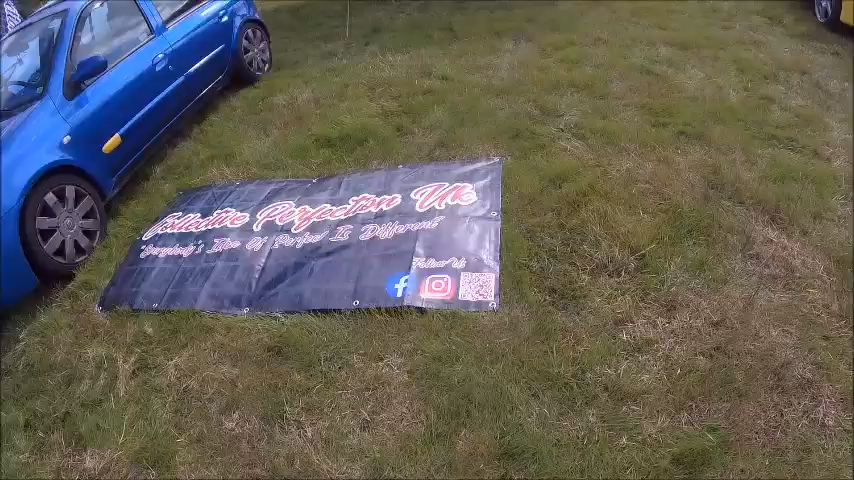 Collective Perfection Uk
"Everybody's Idea Of Perfect Is Different"
Follow Us